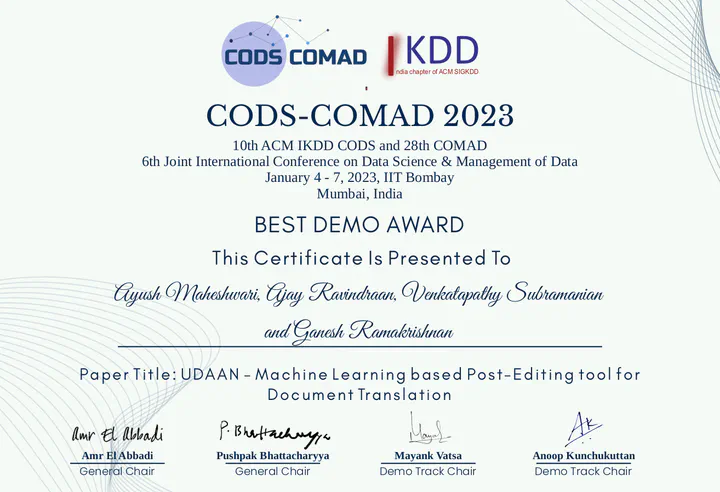 CODS COMAD
IKDD
India chapter of ACM SIGKDD
CODS-COMAD 2023
10th ACM IKDD CODS and 28th COMAD
6th Joint International Conference on Data Science & Management of Data
January 4 - 7, 2023, IIT Bombay
Mumbai, India
BEST DEMO AWARD
This Certificate Is Presented To
Ayush Maheshwari, Ajay Ravindraan, Venkatapathy Subramanian
and Ganesh Ramakrishnan
Paper Title: UDAAN - Machine Learning based Post-Editing tool for
Document Translation
Amr El Abbadi P. Bhattacharyya Mayank AK
Amr El Abbadi Pushpak Bhattacharyya Mayank Vatsa Anoop Kunchukuttan
General Chair General Chair Demo Track Chair Demo Track Chair